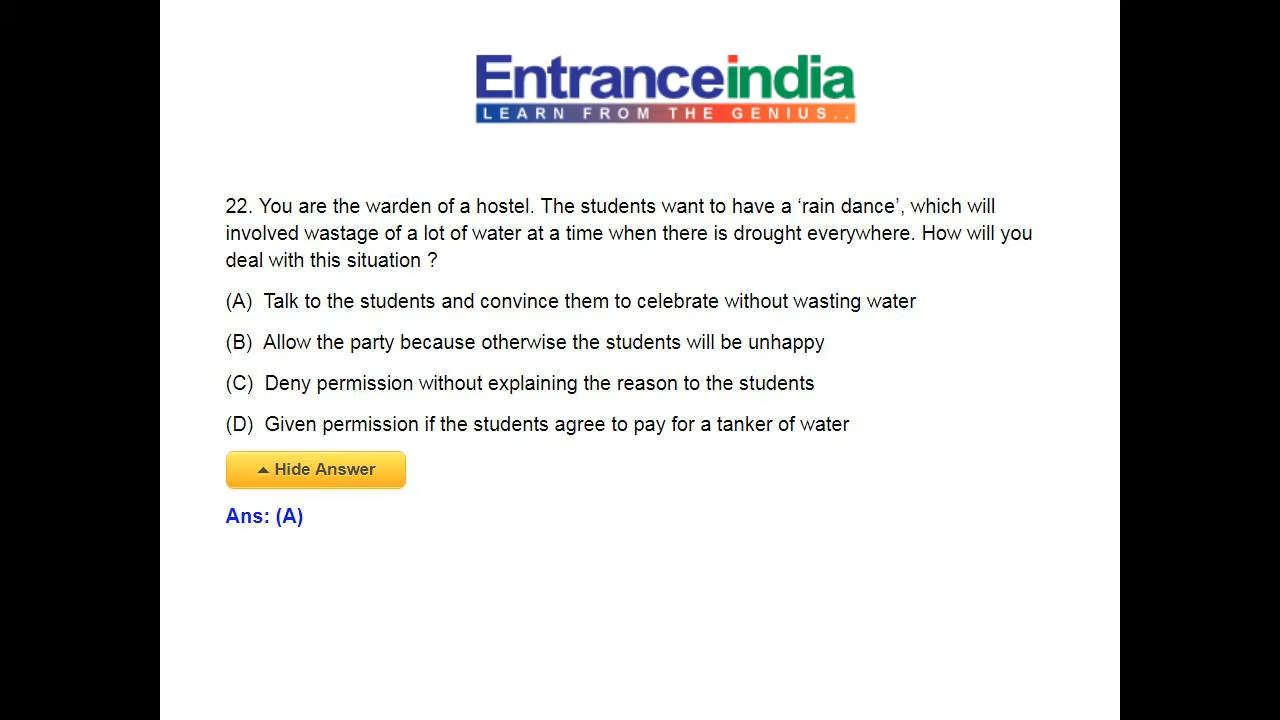 Entranceindia
LEARN FROM THE GENIUS..
22. You are the warden of a hostel. The students want to have a ‘rain dance’, which will
involved wastage of a lot of water at a time when there is drought everywhere. How will you
deal with this situation ?
(A) Talk to the students and convince them to celebrate without wasting water
(B) Allow the party because otherwise the students will be unhappy
(C) Deny permission without explaining the reason to the students
(D) Given permission if the students agree to pay for a tanker of water
Hide Answer
Ans: (A)